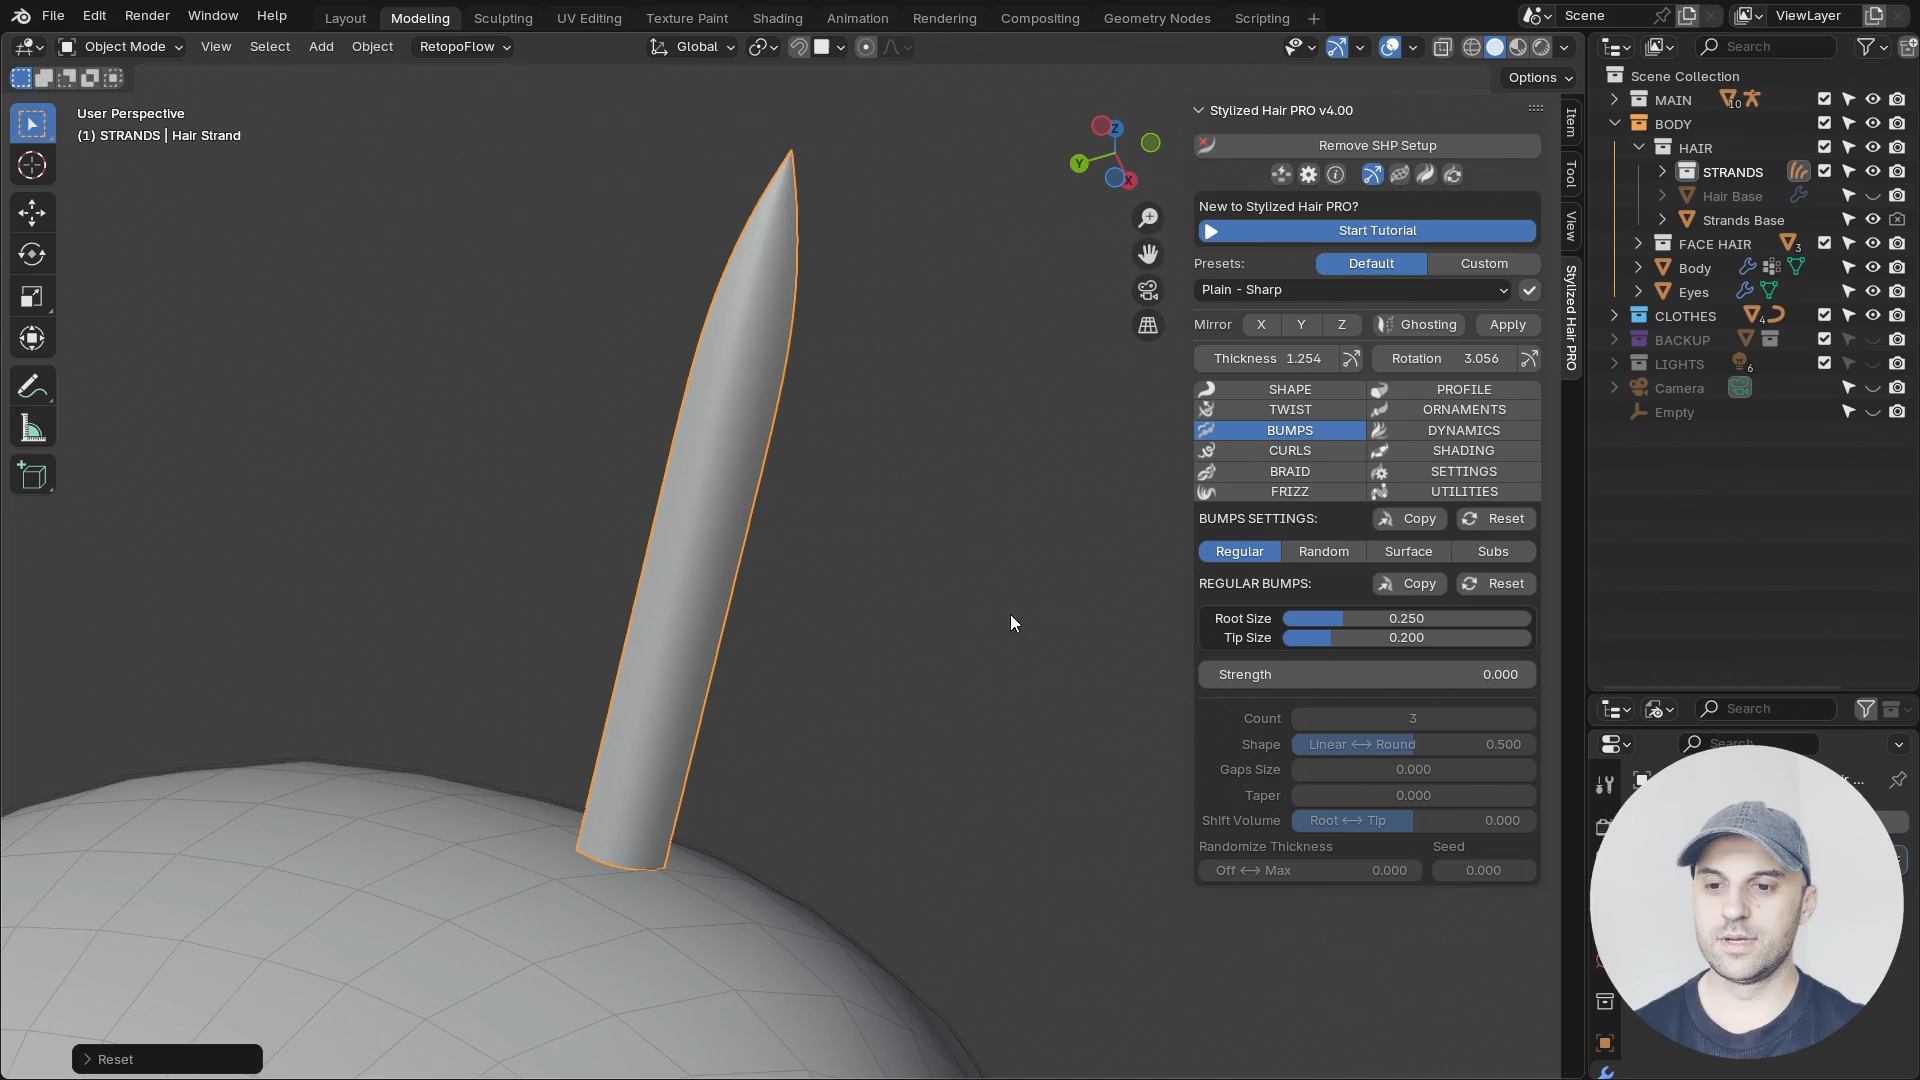 File Edit Render Window Help Layout Modeling Sculpting UV Editing Texture Paint Shading Animation Rendering Compositing Geometry Nodes Scripting + Scene ViewLayer
Object Mode View Select Add Object RetopoFlow Global Search
Options
User Perspective
(1) STRANDS | Hair Strand
Z
Y
X
Stylized Hair PRO v4.00
Remove SHP Setup
New to Stylized Hair PRO?
Start Tutorial
Presets: Default Custom
Plain - Sharp
Mirror X Y Z Ghosting Apply
Thickness 1.254 Rotation 3.056
SHAPE PROFILE
TWIST ORNAMENTS
BUMPS DYNAMICS
CURLS SHADING
BRAID SETTINGS
FRIZZ UTILITIES
BUMPS SETTINGS: Copy Reset
Regular Random Surface Subs
REGULAR BUMPS: Copy Reset
Root Size 0.250
Tip Size 0.200
Strength 0.000
Count 3
Shape Linear <-> Round 0.500
Gaps Size 0.000
Taper 0.000
Shift Volume Root <-> Tip 0.000
Randomize Thickness Seed
Off <-> Max 0.000 0.000
Item
Tool
View
Stylized Hair PRO
Scene Collection
MAIN 10
BODY
HAIR
STRANDS
Hair Base
Strands Base
FACE HAIR 3
Body
Eyes
CLOTHES 4
BACKUP
LIGHTS 6
Camera
Empty
Search
Search
Reset